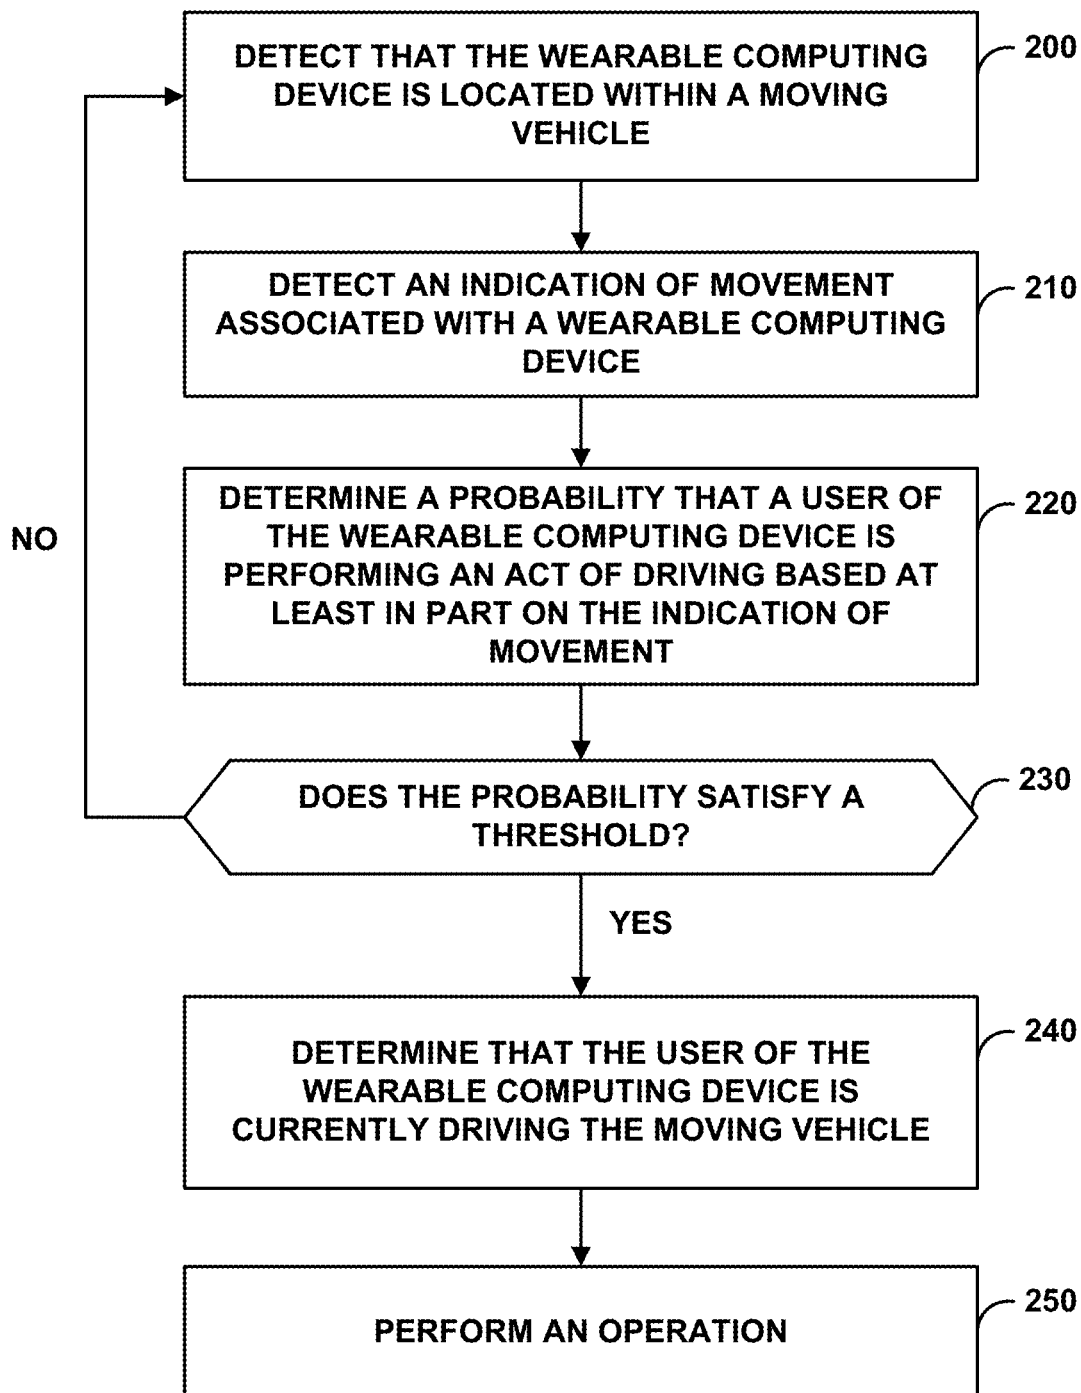 DETECT THAT THE WEARABLE COMPUTING
DEVICE IS LOCATED WITHIN A MOVING
VEHICLE
200
DETECT AN INDICATION OF MOVEMENT
ASSOCIATED WITH A WEARABLE COMPUTING
DEVICE
210
DETERMINE A PROBABILITY THAT A USER OF
THE WEARABLE COMPUTING DEVICE IS
PERFORMING AN ACT OF DRIVING BASED AT
LEAST IN PART ON THE INDICATION OF
MOVEMENT
220
NO
DOES THE PROBABILITY SATISFY A
THRESHOLD?
230
YES
DETERMINE THAT THE USER OF THE
WEARABLE COMPUTING DEVICE IS
CURRENTLY DRIVING THE MOVING VEHICLE
240
PERFORM AN OPERATION
250